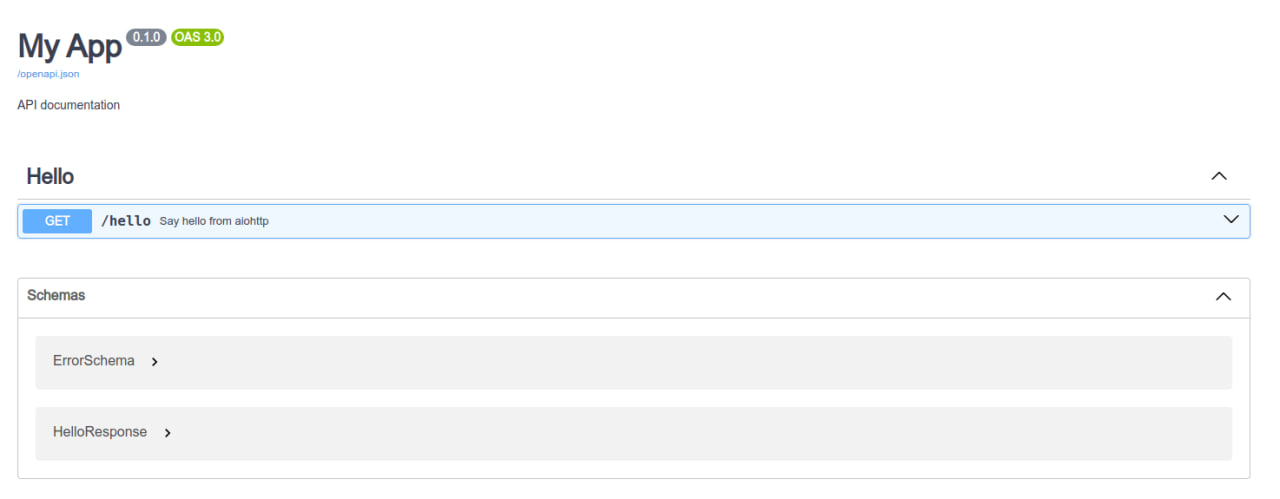 My App 0.1.0 OAS 3.0
/openapi.json
API documentation
Hello
GET /hello Say hello from aiohttp
Schemas
ErrorSchema
HelloResponse